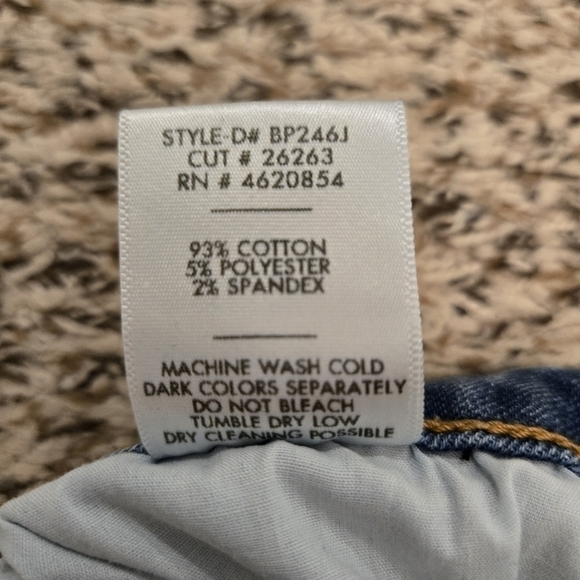 STYLE-D# BP246J
CUT # 26263
RN # 4620854
93% COTTON
5% POLYESTER
2% SPANDEX
MACHINE WASH COLD
DARK COLORS SEPARATELY
DO NOT BLEACH
TUMBLE DRY LOW
DRY CLEANING POSSIBLE